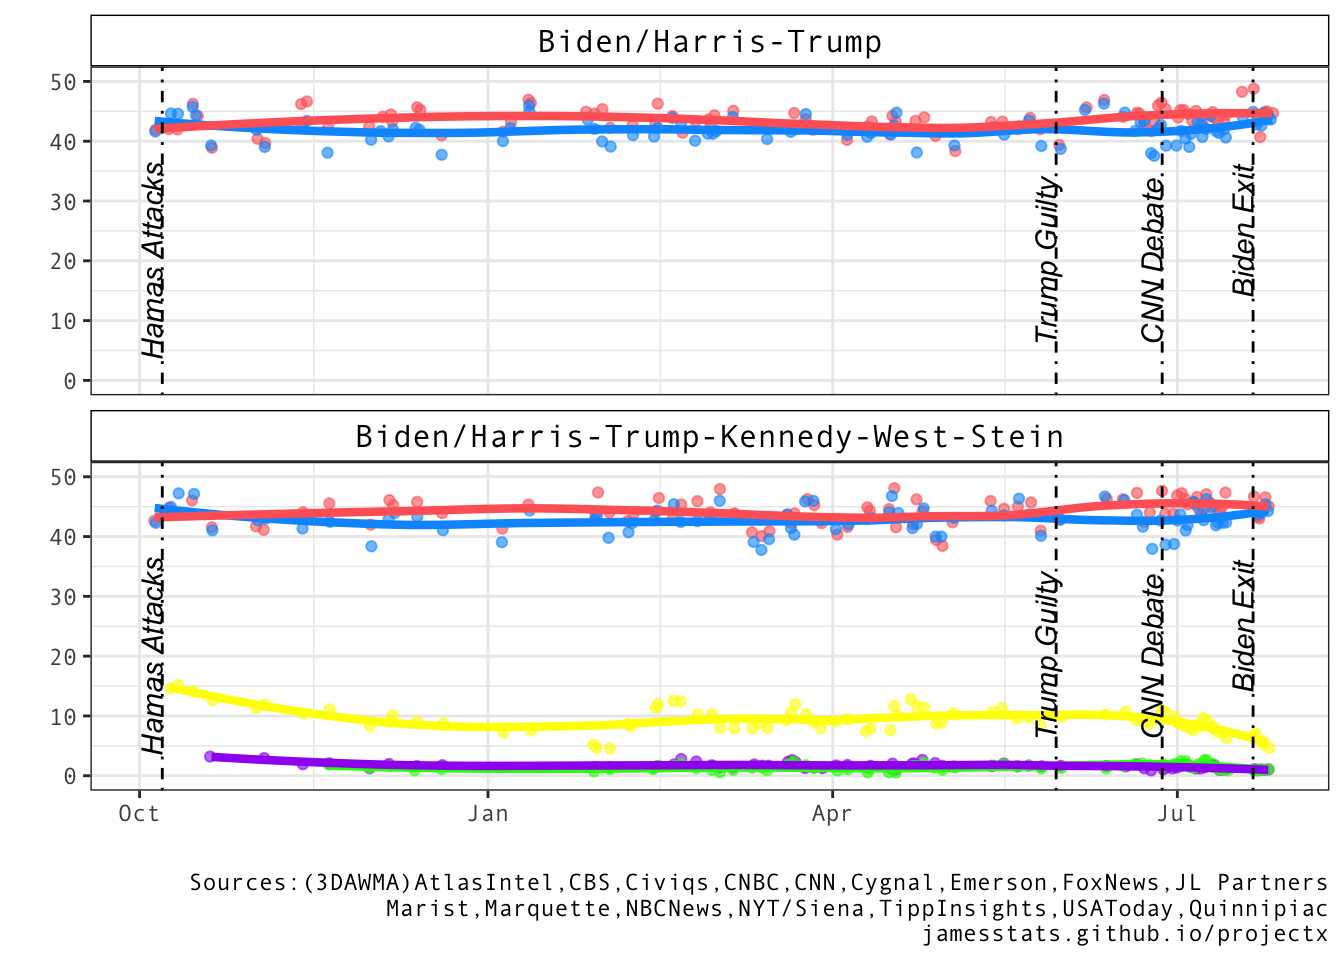 Biden/Harris-Trump
50
40
30
20
10
0
Hamas Attacks
Trump Guilty
CNN Debate
Biden Exit
Biden/Harris-Trump-Kennedy-West-Stein
50
40
30
20
10
0
Hamas Attacks
Trump Guilty
CNN Debate
Biden Exit
Oct Jan Apr Jul
Sources:(3DAWMA)AtlasIntel,CBS,Civiqs,CNBC,CNN,Cygnal,Emerson,FoxNews,JL Partners
Marist,Marquette,NBCNews,NYT/Siena,TippInsights,USAToday,Quinnipiac
jamesstats.github.io/projectx